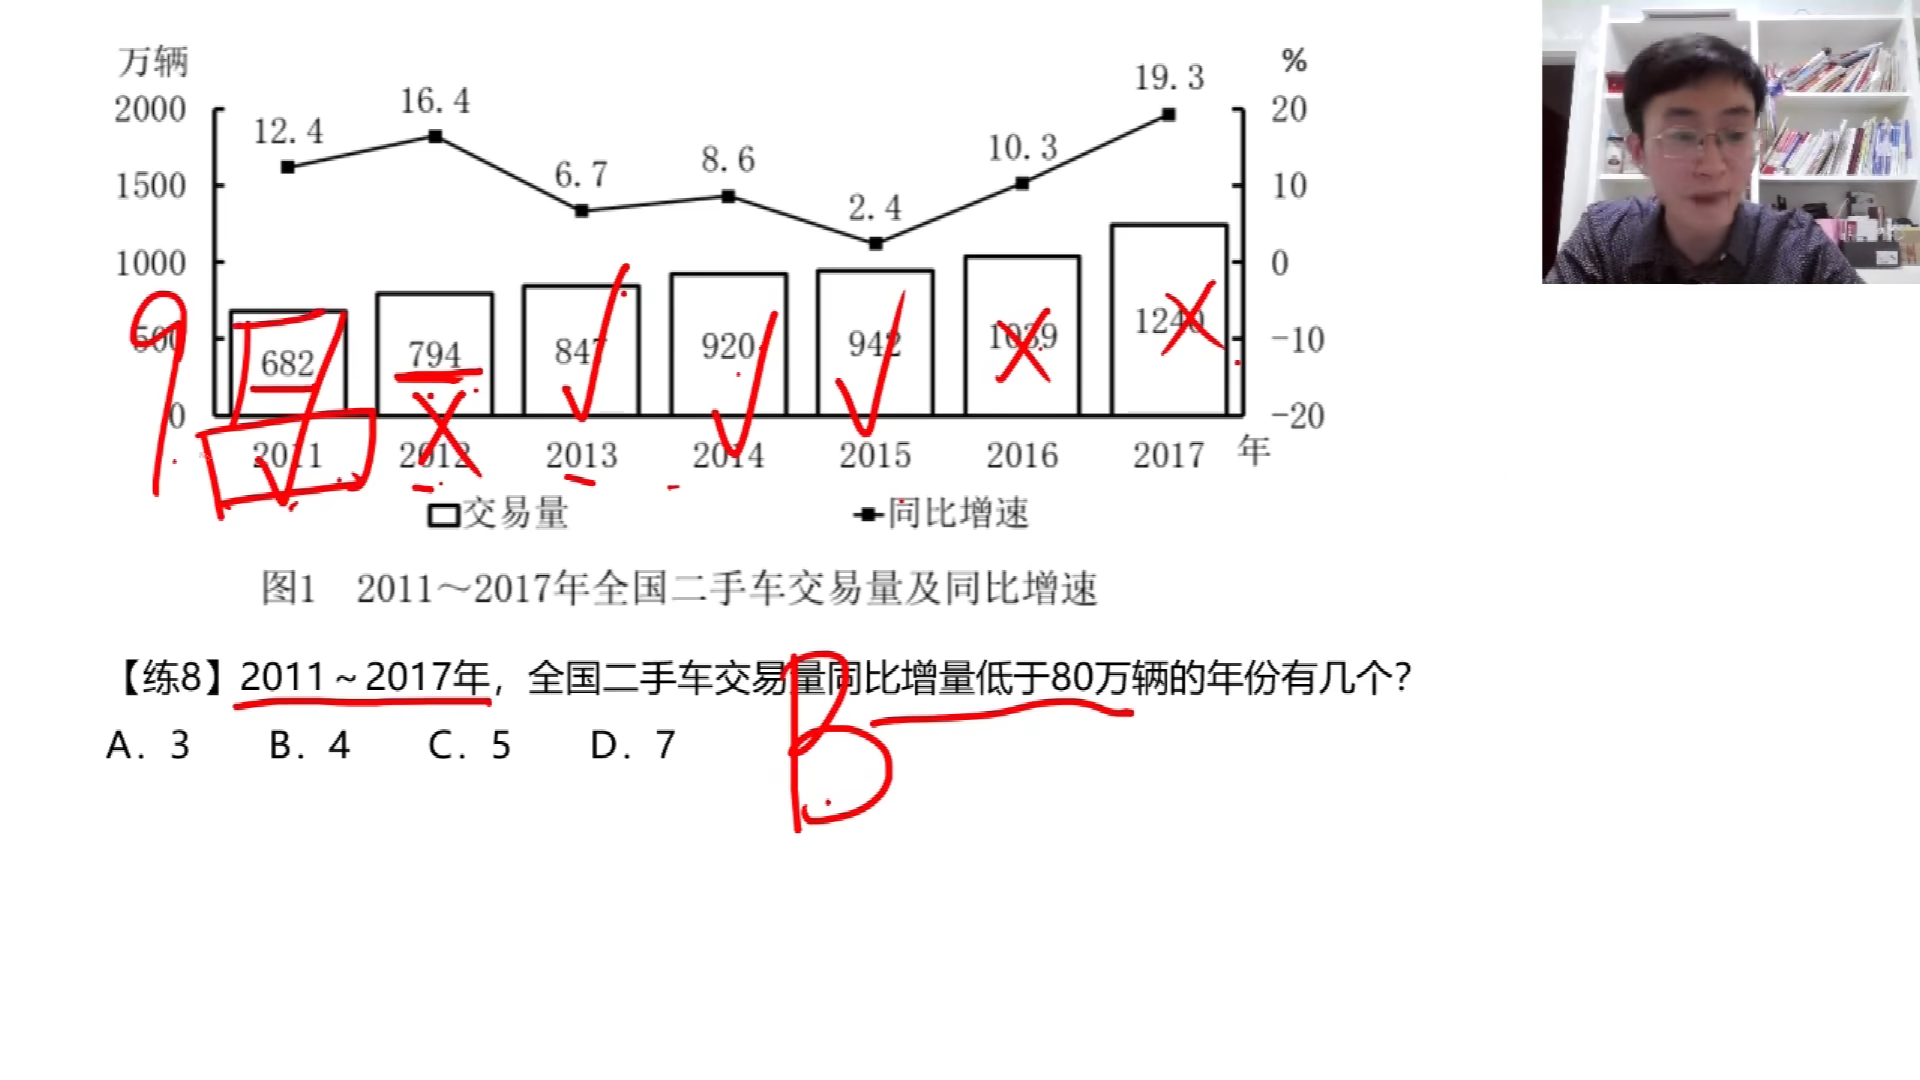 万辆 %
2000 20
1500 10
1000 0
500 -10
0 -20
12.4 16.4 6.7 8.6 2.4 10.3 19.3
682 794 847 920 942 1039 1240
2011 2012 2013 2014 2015 2016 2017 年
交易量 同比增速
图1 2011～2017年全国二手车交易量及同比增速
【练8】2011～2017年，全国二手车交易量同比增量低于80万辆的年份有几个？
A. 3 B. 4 C. 5 D. 7
B